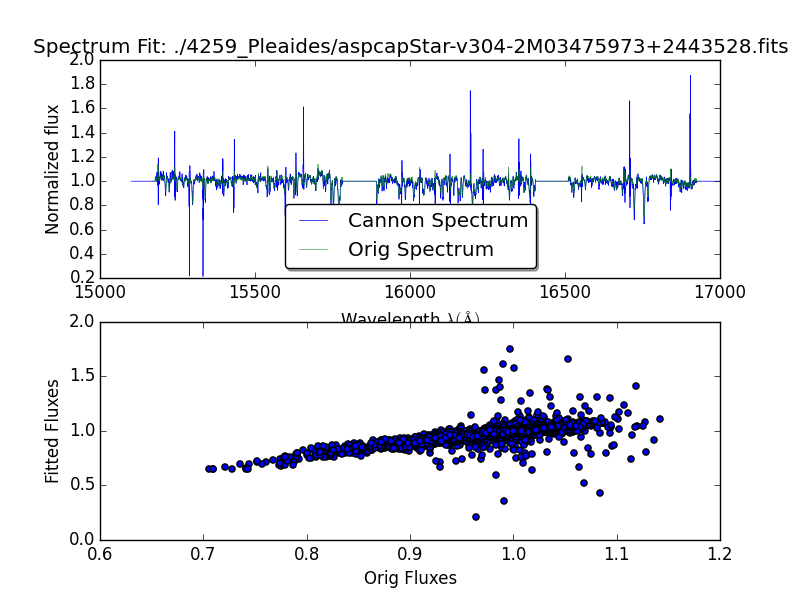 Spectrum Fit: ./4259_Pleaides/aspcapStar-v304-2M03475973+2443528.fits
2.0
1.8
1.6
1.4
1.2
1.0
0.8
0.6
0.4
0.2
Normalized flux
Cannon Spectrum
Orig Spectrum
15000 15500 16000 16500 17000
Wavelength λ(Å)
2.0
1.5
1.0
0.5
0.0
Fitted Fluxes
0.6 0.7 0.8 0.9 1.0 1.1 1.2
Orig Fluxes